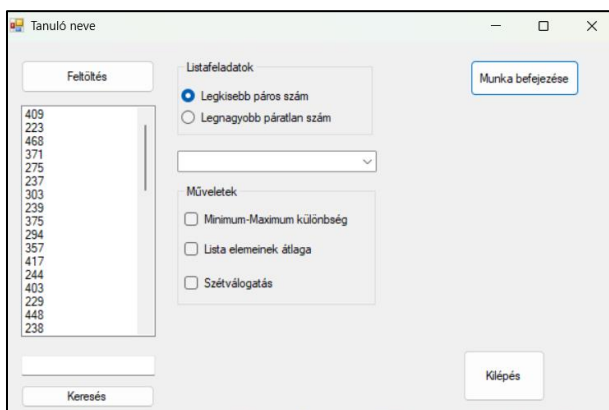 Tanuló neve
Feltöltés
409
223
468
371
275
237
303
239
375
294
357
417
244
403
229
448
238
Keresés
Listafeladatok
Legkisebb páros szám
Legnagyobb páratlan szám
Műveletek
Minimum-Maximum különbség
Lista elemeinek átlaga
Szétválogatás
Munka befejezése
Kilépés